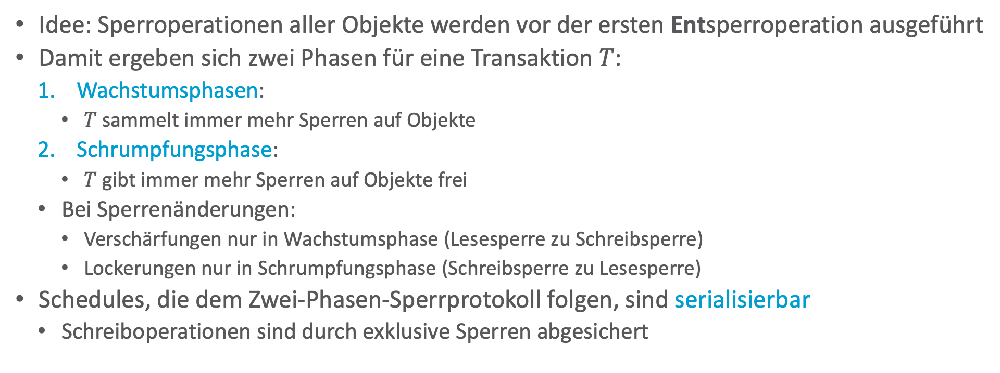 • Idee: Sperroperationen aller Objekte werden vor der ersten Entsperroperation ausgeführt
• Damit ergeben sich zwei Phasen für eine Transaktion T:
1. Wachstumsphasen:
• T sammelt immer mehr Sperren auf Objekte
2. Schrumpfungsphase:
• T gibt immer mehr Sperren auf Objekte frei
• Bei Sperrenänderungen:
• Verschärfungen nur in Wachstumsphase (Lesesperre zu Schreibsperre)
• Lockerungen nur in Schrumpfungsphase (Schreibsperre zu Lesesperre)
• Schedules, die dem Zwei-Phasen-Sperrprotokoll folgen, sind serialisierbar
• Schreiboperationen sind durch exklusive Sperren abgesichert